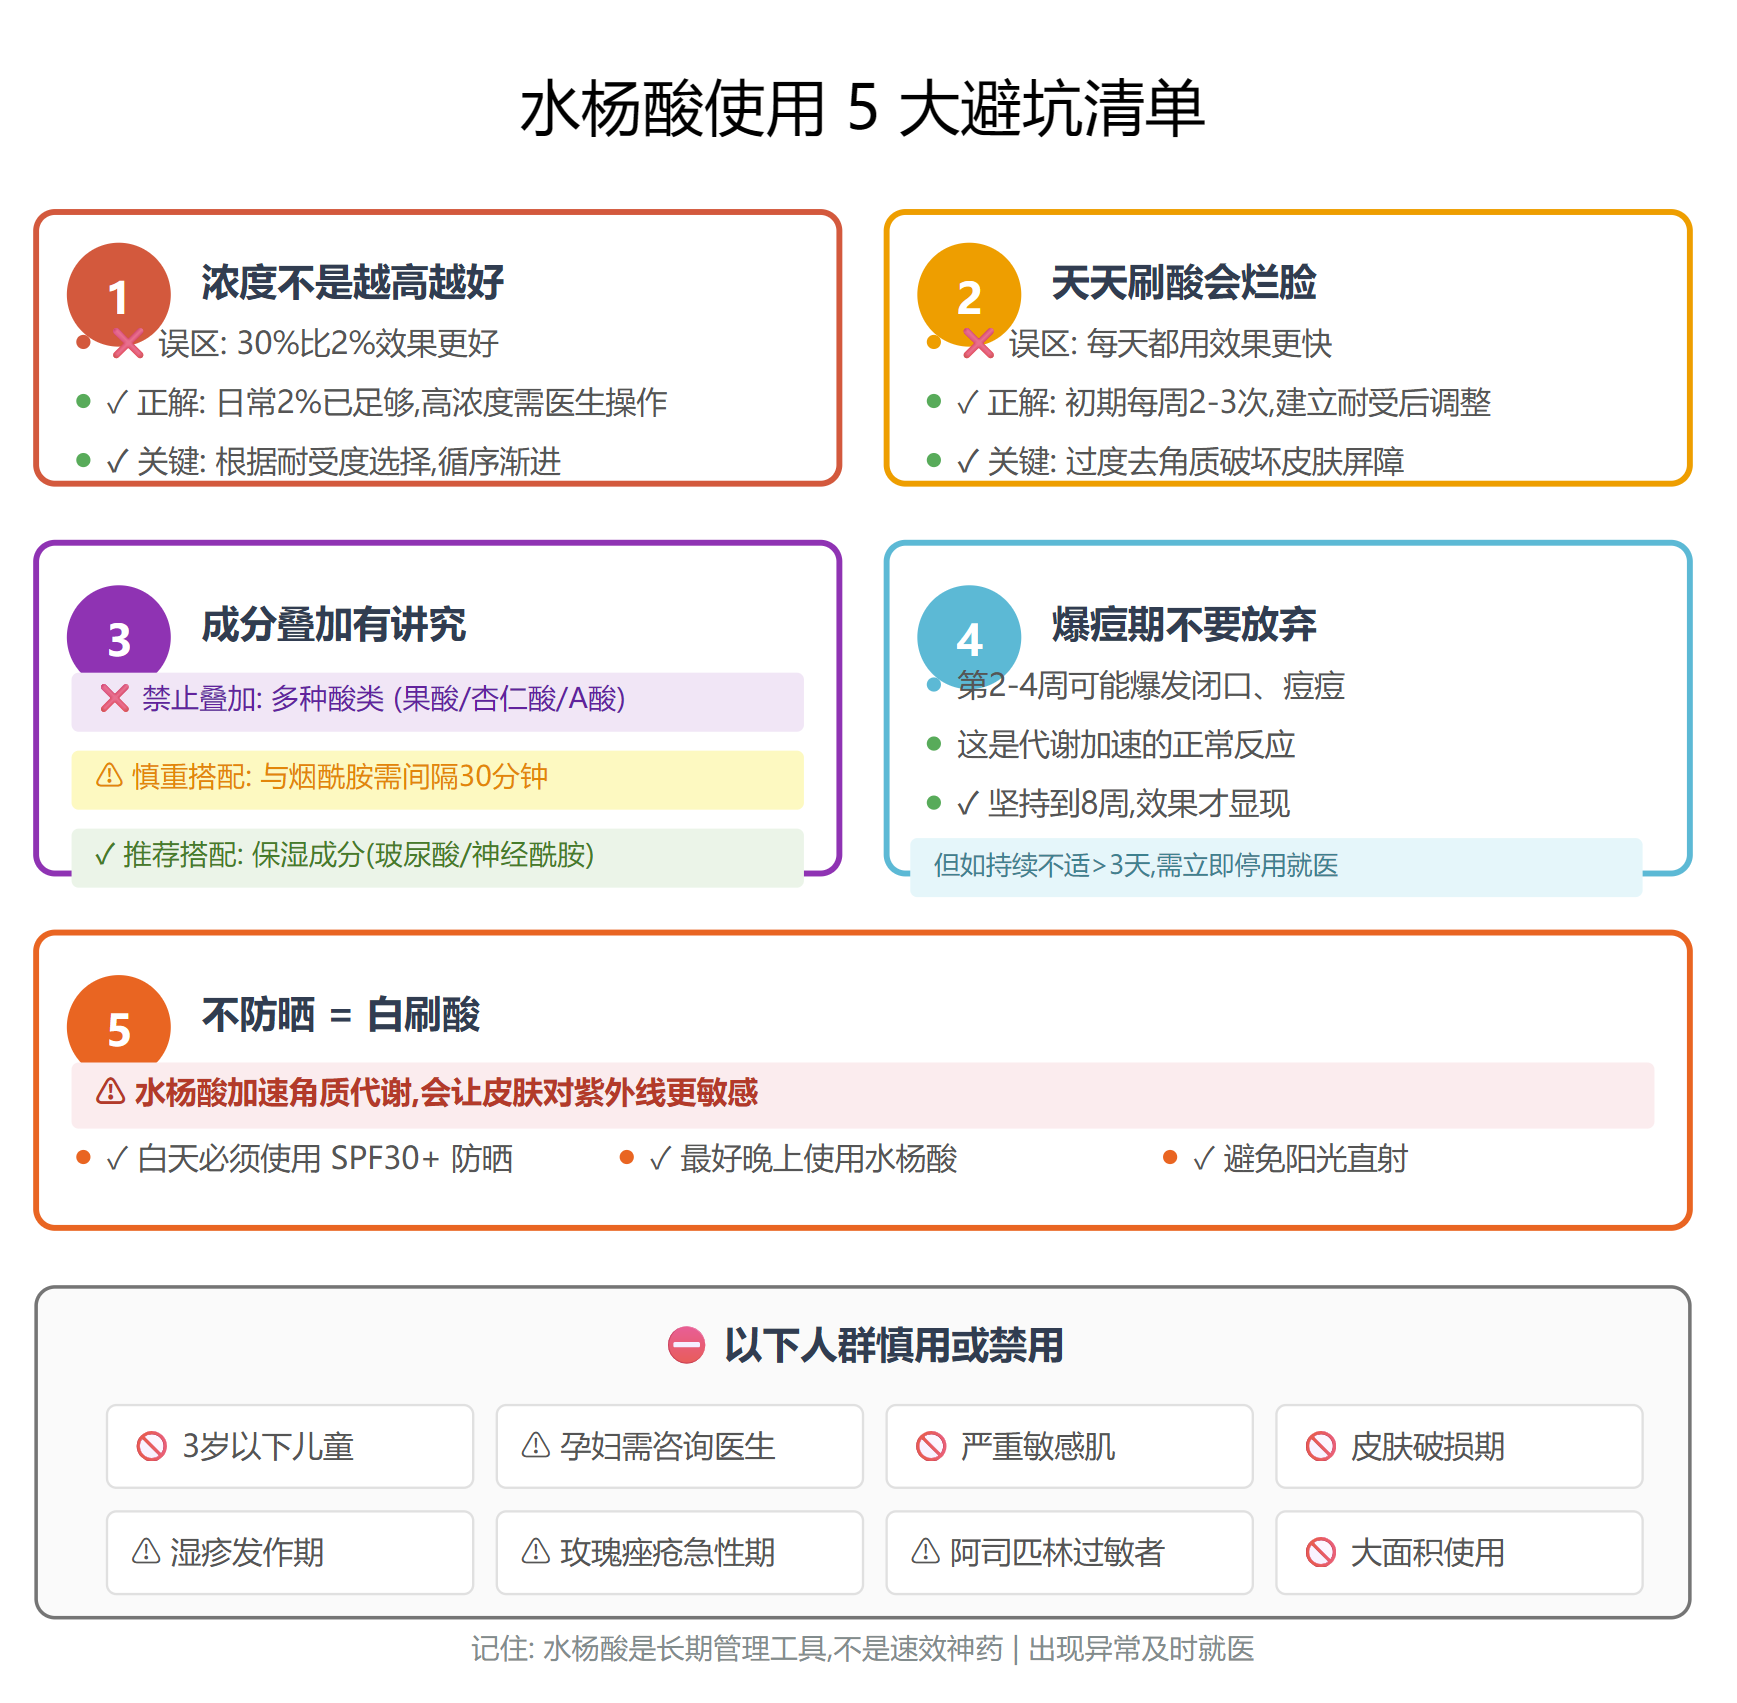 水杨酸使用 5 大避坑清单
1
浓度不是越高越好
❌ 误区: 30%比2%效果更好
✓ 正解: 日常2%已足够,高浓度需医生操作
✓ 关键: 根据耐受度选择,循序渐进
2
天天刷酸会烂脸
❌ 误区: 每天都用效果更快
✓ 正解: 初期每周2-3次,建立耐受后调整
✓ 关键: 过度去角质破坏皮肤屏障
3
成分叠加有讲究
❌ 禁止叠加: 多种酸类 (果酸/杏仁酸/A酸)
⚠ 慎重搭配: 与烟酰胺需间隔30分钟
✓ 推荐搭配: 保湿成分(玻尿酸/神经酰胺)
4
爆痘期不要放弃
第2-4周可能爆发闭口、痘痘
这是代谢加速的正常反应
✓ 坚持到8周,效果才显现
但如持续不适>3天,需立即停用就医
5
不防晒 = 白刷酸
⚠ 水杨酸加速角质代谢,会让皮肤对紫外线更敏感
✓ 白天必须使用 SPF30+ 防晒
✓ 最好晚上使用水杨酸
✓ 避免阳光直射
⛔ 以下人群慎用或禁用
🚫 3岁以下儿童
⚠ 孕妇需咨询医生
🚫 严重敏感肌
🚫 皮肤破损期
⚠ 湿疹发作期
⚠ 玫瑰痤疮急性期
⚠ 阿司匹林过敏者
🚫 大面积使用
记住: 水杨酸是长期管理工具,不是速效神药 | 出现异常及时就医